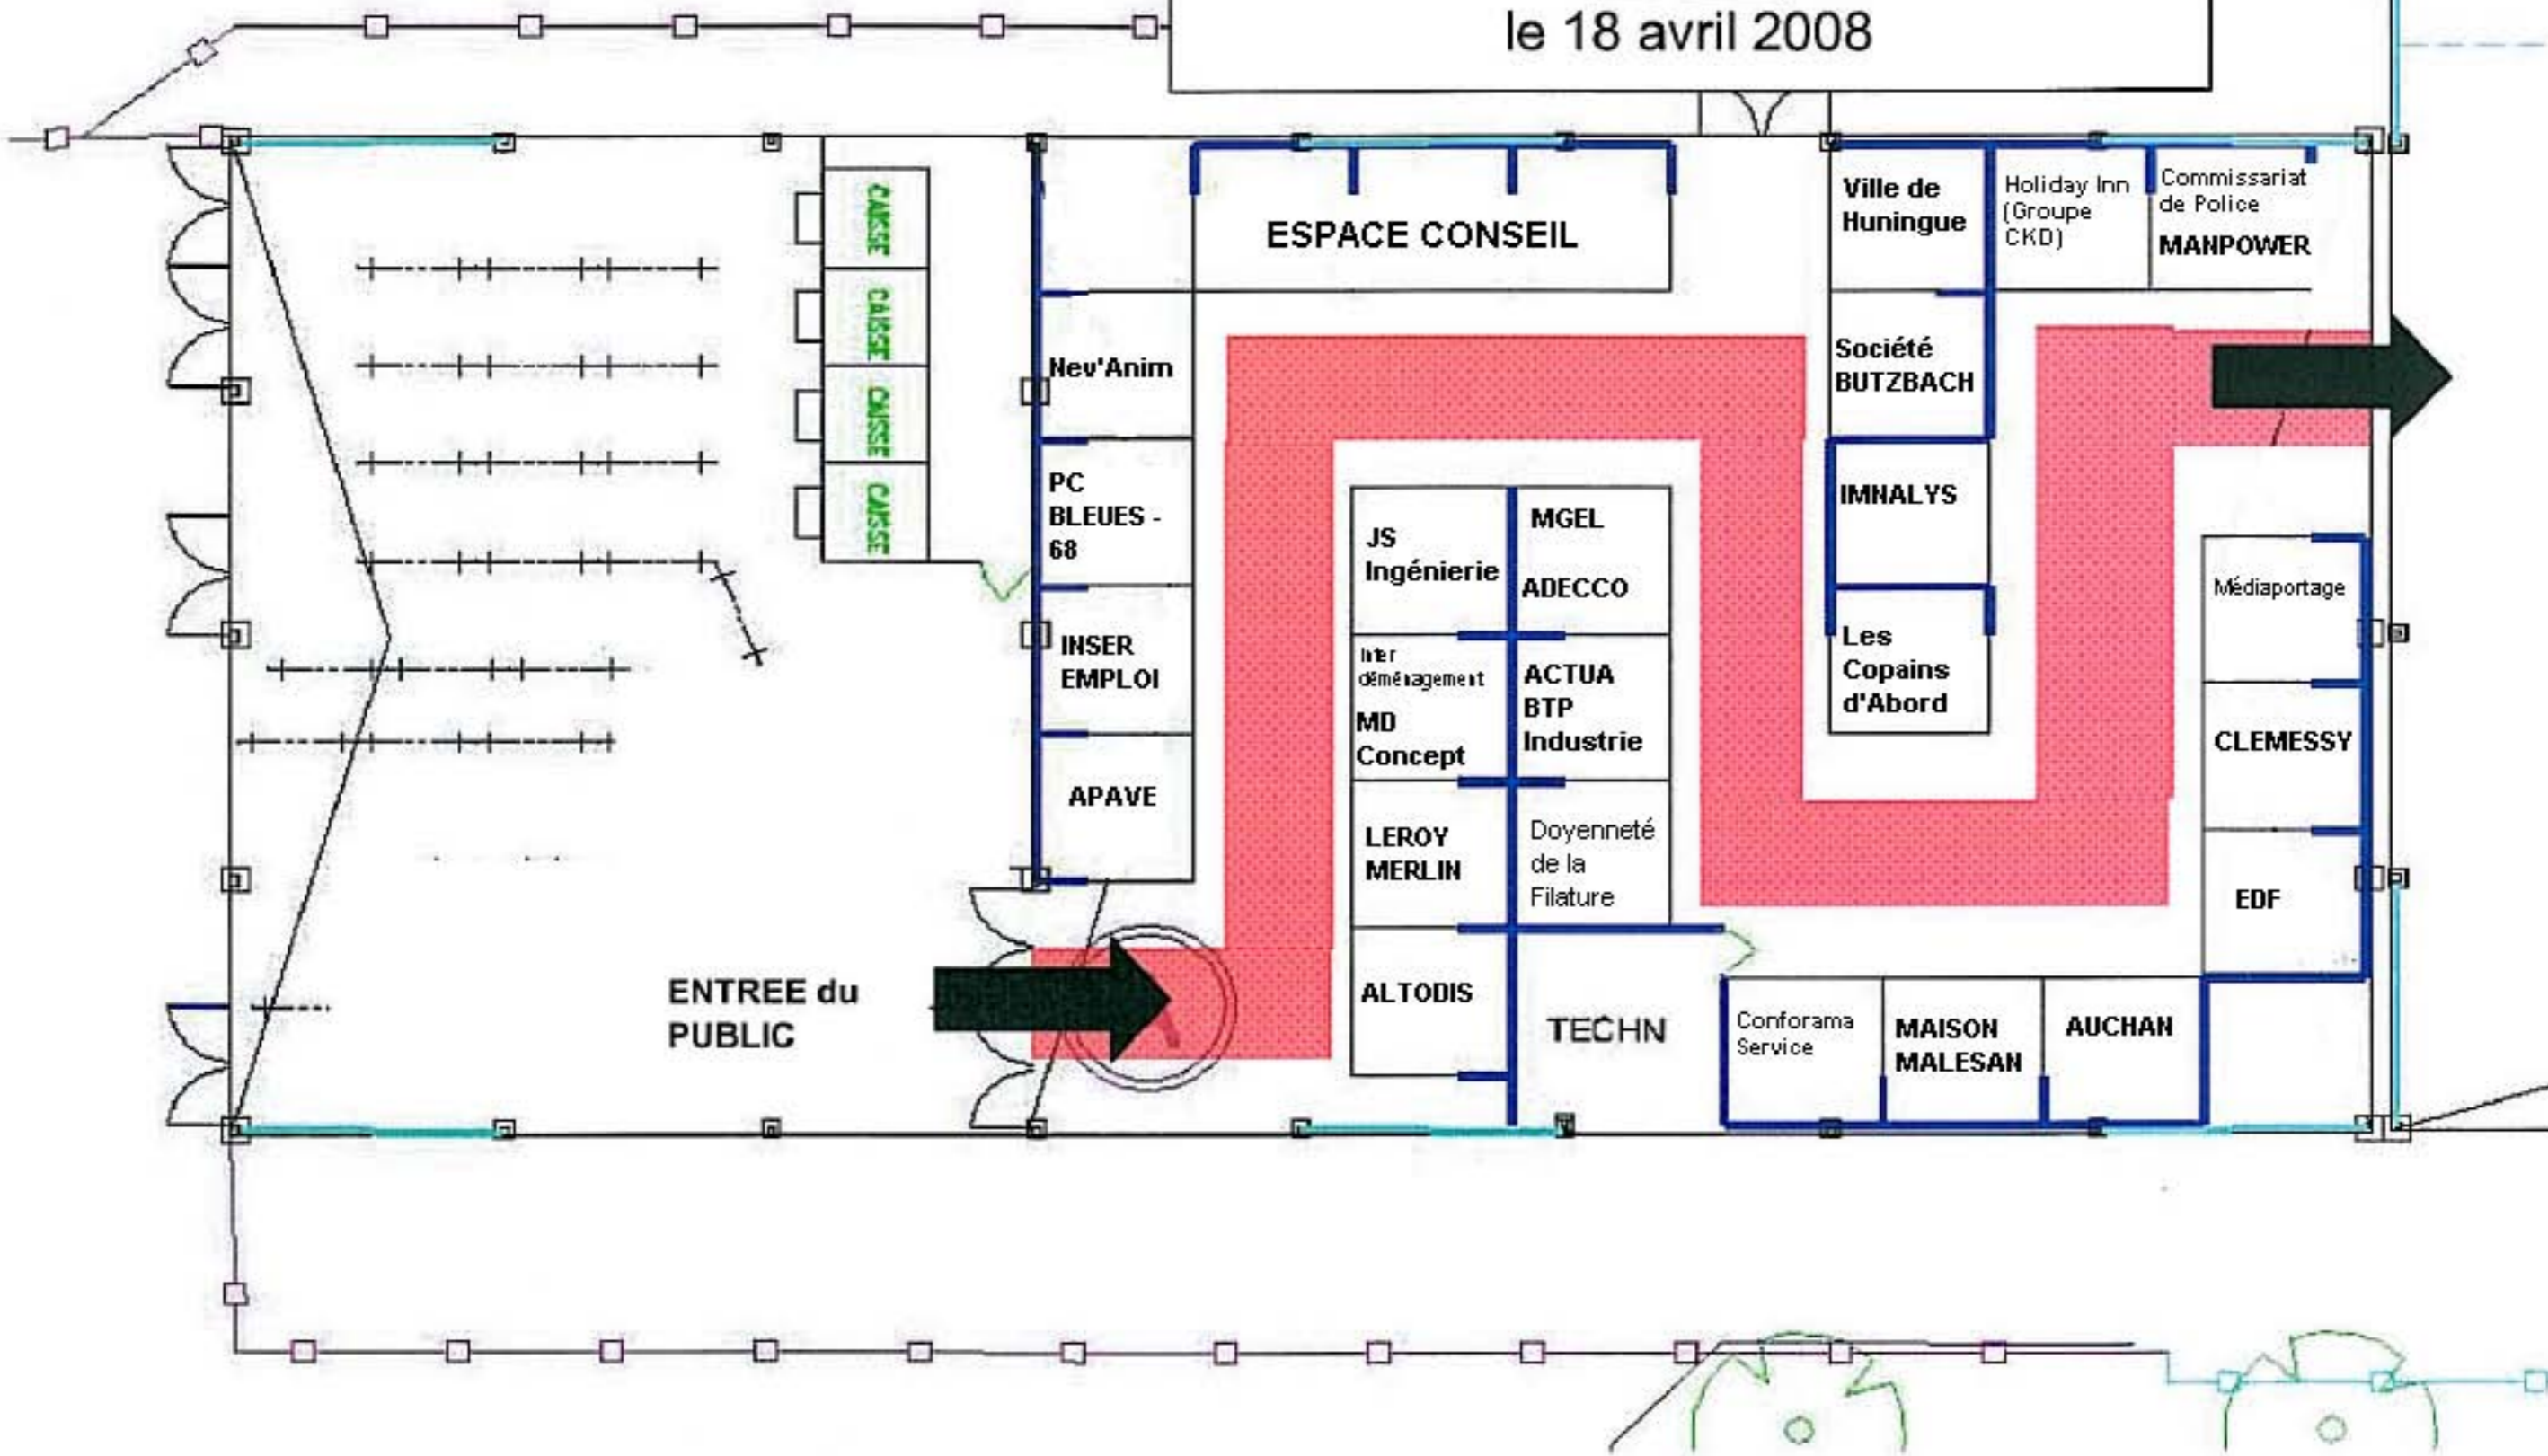 le 18 avril 2008
CAISSE
CAISSE
CAISSE
CAISSE
ESPACE CONSEIL
Ville de
Huningue
Holiday Inn
(Groupe
CKD)
Commissariat
de Police
MANPOWER
Nev'Anim
Société
BUTZBACH
PC
BLEUES -
68
JS
Ingénierie
MGEL
ADECCO
IMNALYS
Médiaportage
INSER
EMPLOI
Inter
déménagement
MD
Concept
ACTUA
BTP
Industrie
Les
Copains
d'Abord
CLEMESSY
APAVE
LEROY
MERLIN
Doyenneté
de la
Filature
EDF
ENTREE du
PUBLIC
ALTODIS
TECHN
Conforama
Service
MAISON
MALESAN
AUCHAN